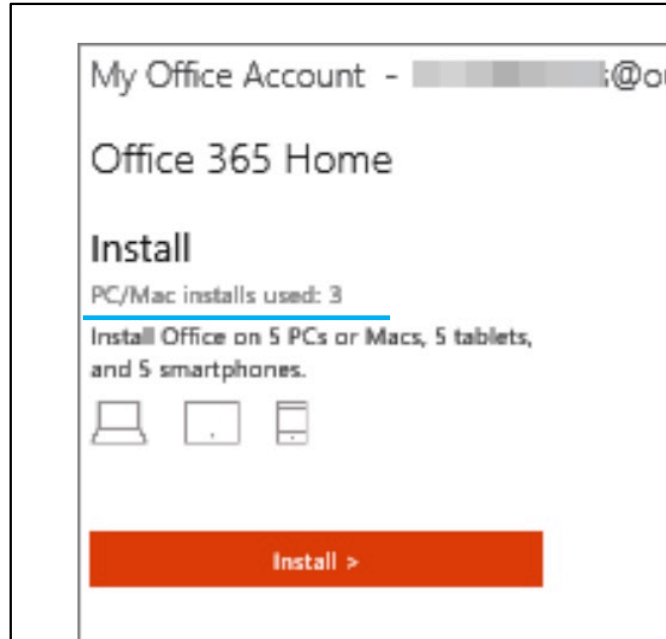 My Office Account - @ou
Office 365 Home
Install
PC/Mac installs used: 3
Install Office on 5 PCs or Macs, 5 tablets,
and 5 smartphones.
Install >